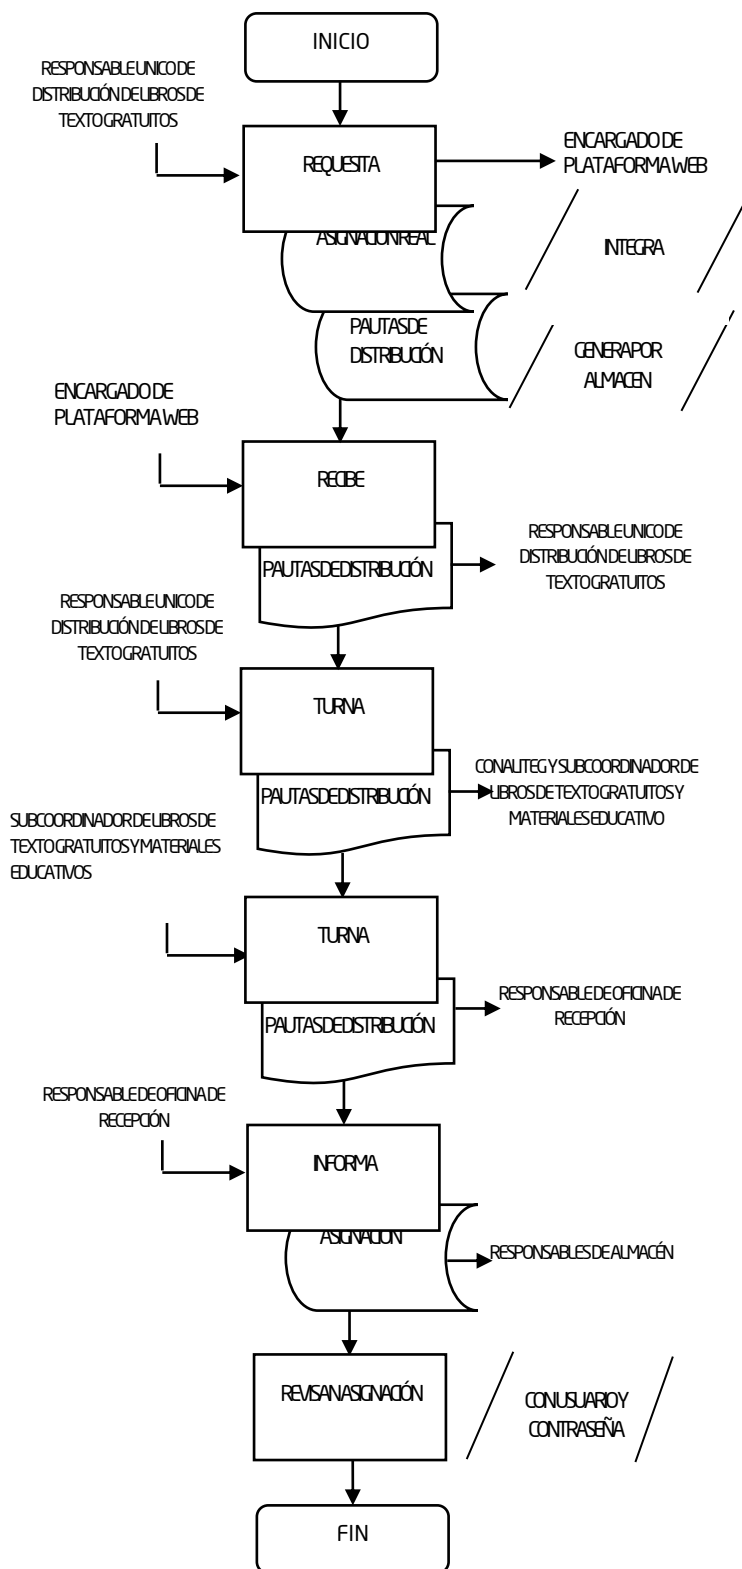 INICIO
RESPONSABLE UNICO DE
DISTRIBUCIÓN DE LIBROS DE
TEXTO GRATUITOS
REQUESITA
ENCARGADO DE
PLATAFORMA WEB
ASIGNACION REAL
INTEGRA
PAUTAS DE
DISTRIBUCIÓN
GENERA POR
ALMACEN
ENCARGADO DE
PLATAFORMA WEB
RECIBE
PAUTAS DE DISTRIBUCIÓN
RESPONSABLE UNICO DE
DISTRIBUCIÓN DE LIBROS DE
TEXTO GRATUITOS
RESPONSABLE UNICO DE
DISTRIBUCIÓN DE LIBROS DE
TEXTO GRATUITOS
TURNA
PAUTAS DE DISTRIBUCIÓN
CONALITEG Y SUBCOORDINADOR DE
LIBROS DE TEXTO GRATUITOS Y
MATERIALES EDUCATIVO
SUBCOORDINADOR DE LIBROS DE
TEXTO GRATUITOS Y MATERIALES
EDUCATIVOS
TURNA
PAUTAS DE DISTRIBUCIÓN
RESPONSABLE DE OFICINA DE
RECEPCIÓN
RESPONSABLE DE OFICINA DE
RECEPCIÓN
INFORMA
ASIGNACION
RESPONSABLES DE ALMACÉN
REVISAN ASIGNACIÓN
CON USUARIO Y
CONTRASEÑA
FIN